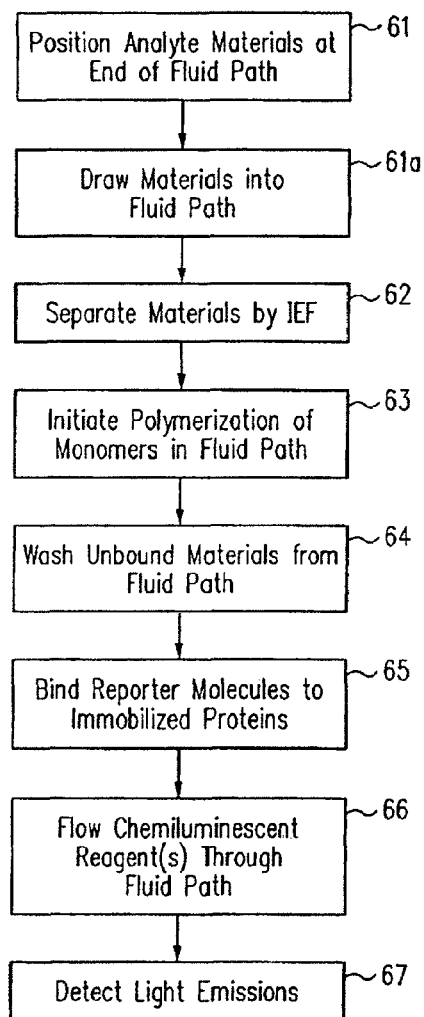 61
Position Analyte Materials at
End of Fluid Path
61a
Draw Materials into
Fluid Path
62
Separate Materials by IEF
63
Initiate Polymerization of
Monomers in Fluid Path
64
Wash Unbound Materials from
Fluid Path
65
Bind Reporter Molecules to
Immobilized Proteins
66
Flow Chemiluminescent
Reagent(s) Through
Fluid Path
67
Detect Light Emissions